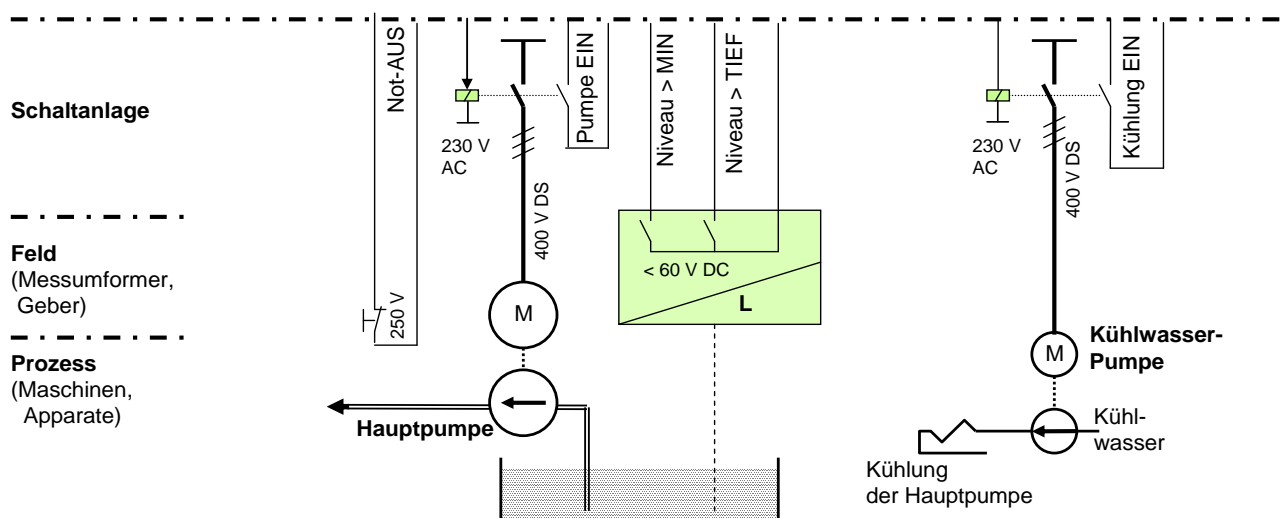 Schaltanlage
Feld
(Messumformer,
Geber)
Prozess
(Maschinen,
Apparate)
Not-AUS
250 V
230 V
AC
400 V DS
Pumpe EIN
M
Hauptpumpe
Niveau > MIN
Niveau > TIEF
< 60 V DC
L
230 V
AC
400 V DS
Kühlung EIN
M
Kühlwasser-
Pumpe
Kühl-
wasser
Kühlung
der Hauptpumpe